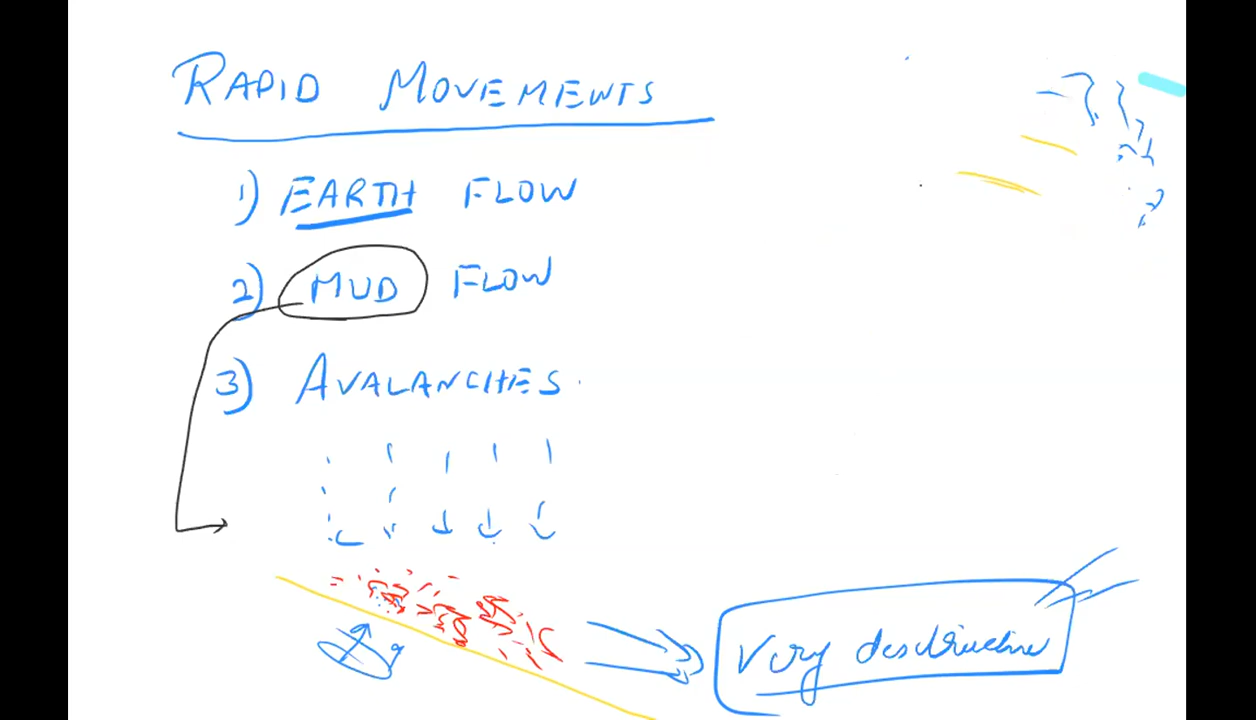 RAPID MOVEMENTS
1) EARTH FLOW
2) MUD FLOW
3) AVALANCHES.
Very destructive